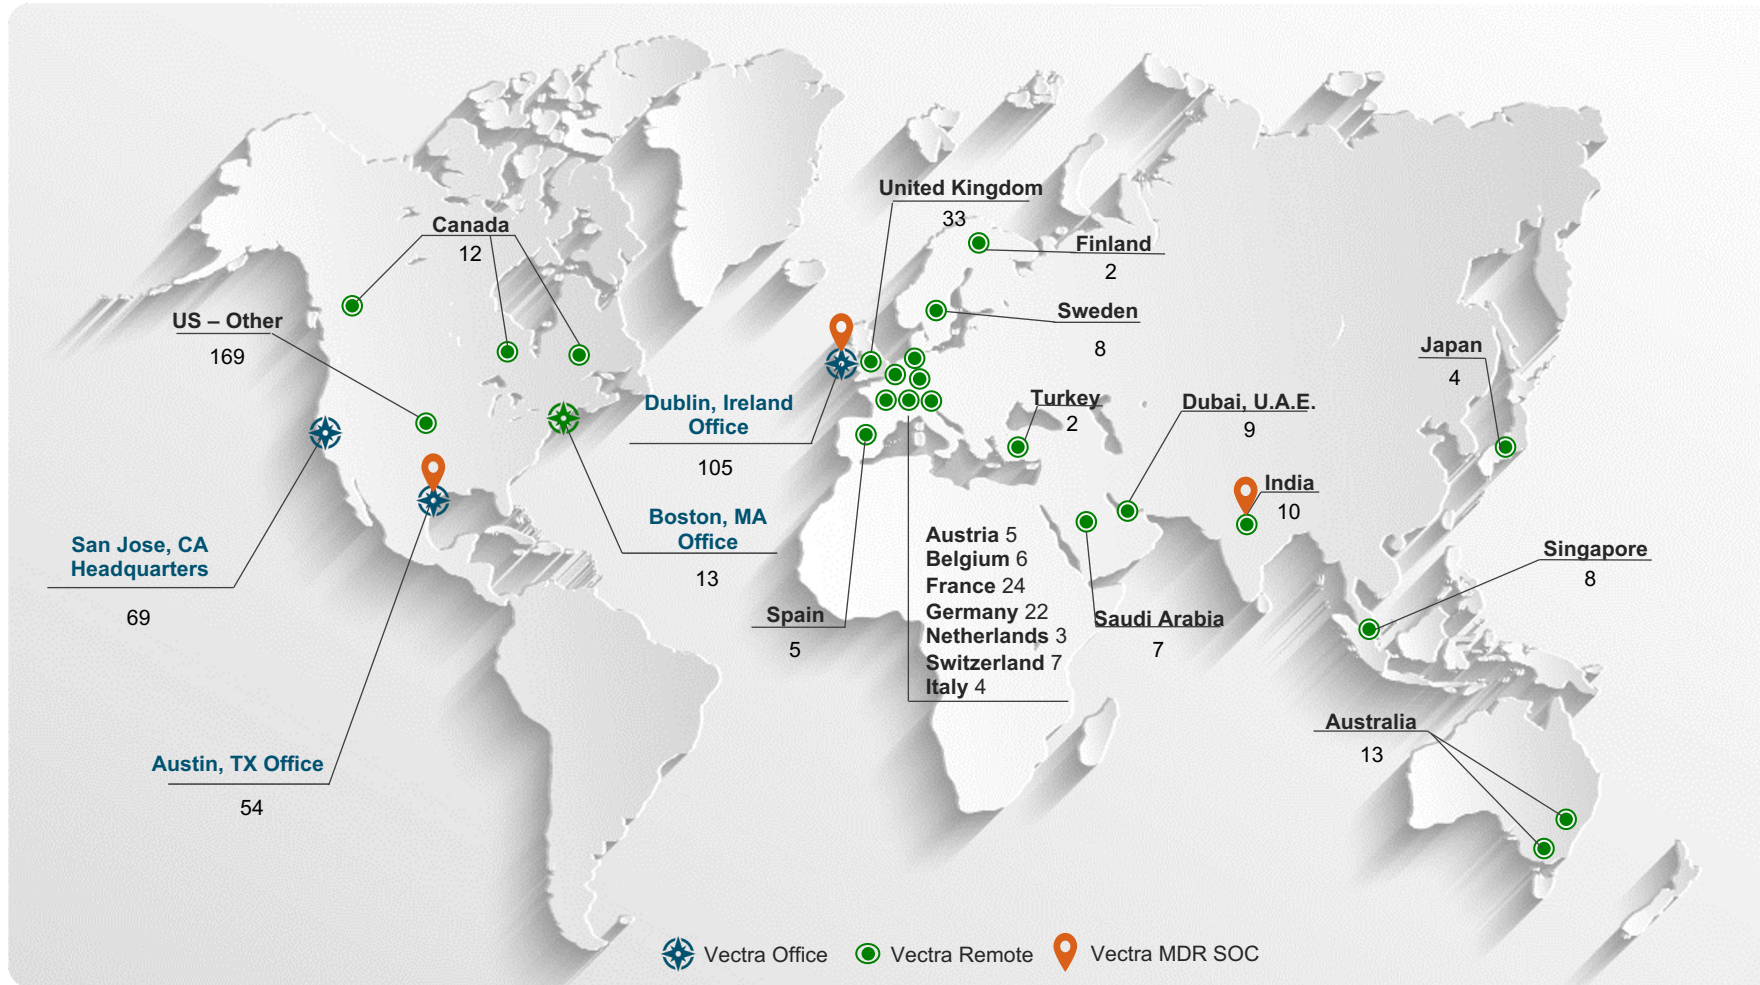 United Kingdom
33
Canada
12
Finland
2
US – Other
169
Sweden
8
Japan
4
Dublin, Ireland
Office
105
Turkey
2
Dubai, U.A.E.
9
India
10
San Jose, CA
Headquarters
69
Boston, MA
Office
13
Austria 5
Belgium 6
France 24
Germany 22
Netherlands 3
Switzerland 7
Italy 4
Singapore
8
Spain
5
Saudi Arabia
7
Australia
13
Austin, TX Office
54
Vectra Office
Vectra Remote
Vectra MDR SOC